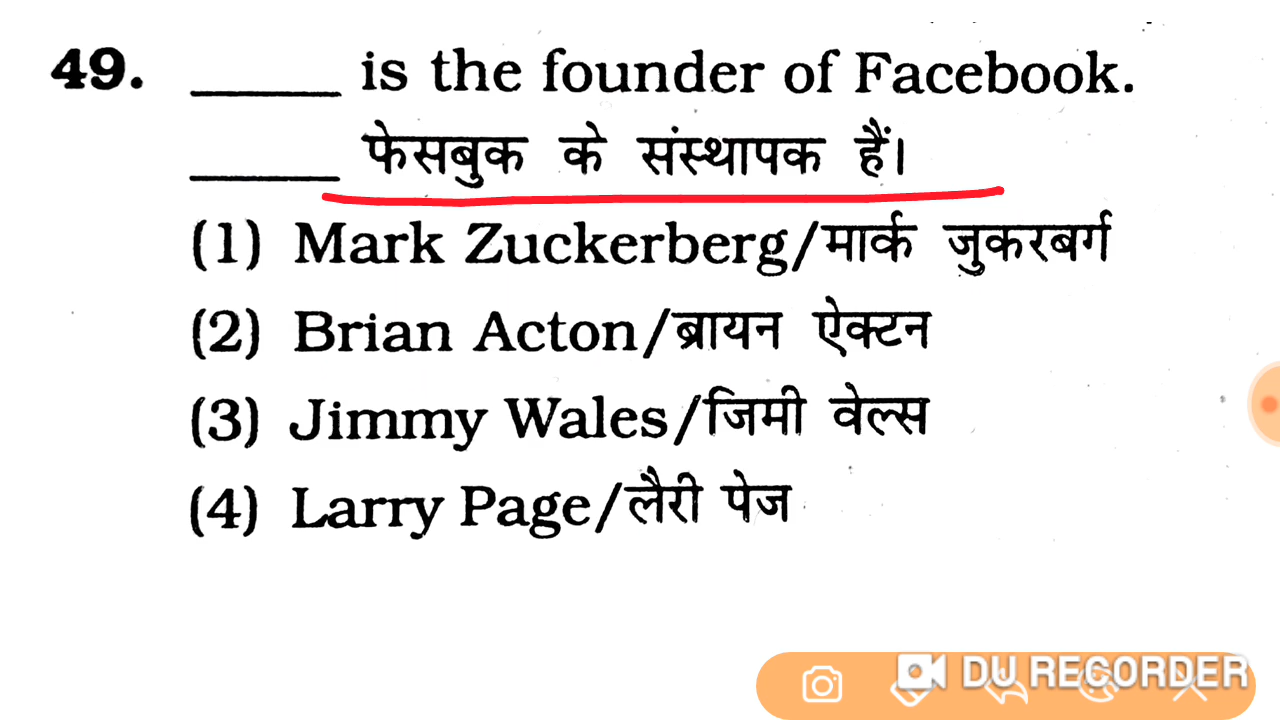 49. _____ is the founder of Facebook.
_____ फेसबुक के संस्थापक हैं।
(1) Mark Zuckerberg/मार्क जुकरबर्ग
(2) Brian Acton/ब्रायन ऐक्टन
(3) Jimmy Wales/जिमी वेल्स
(4) Larry Page/लैरी पेज
DU RECORDER